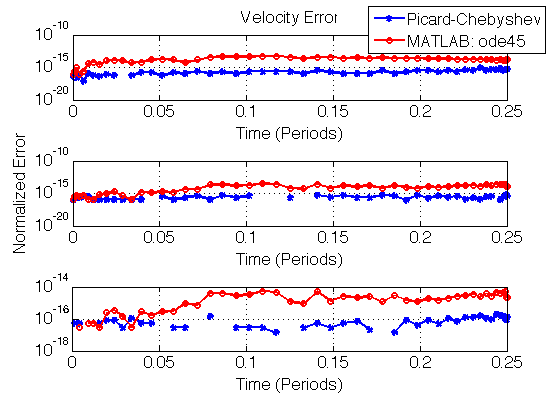 Velocity Error
Picard-Chebyshev
MATLAB: ode45
Normalized Error
10^-10
10^-15
10^-20
0 0.05 0.1 0.15 0.2 0.25
Time (Periods)
10^-10
10^-15
10^-20
0 0.05 0.1 0.15 0.2 0.25
Time (Periods)
10^-14
10^-16
10^-18
0 0.05 0.1 0.15 0.2 0.25
Time (Periods)